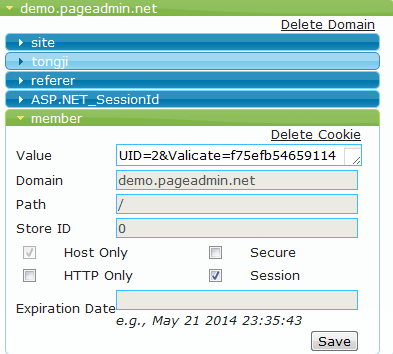 demo.pageadmin.net
Delete Domain
site
tongji
referer
ASP.NET_SessionId
member
Delete Cookie
Value UID=2&Valicate=f75efb54659114
Domain demo.pageadmin.net
Path /
Store ID 0
Host Only Secure
HTTP Only Session
Expiration Date
e.g., May 21 2014 23:35:43
Save